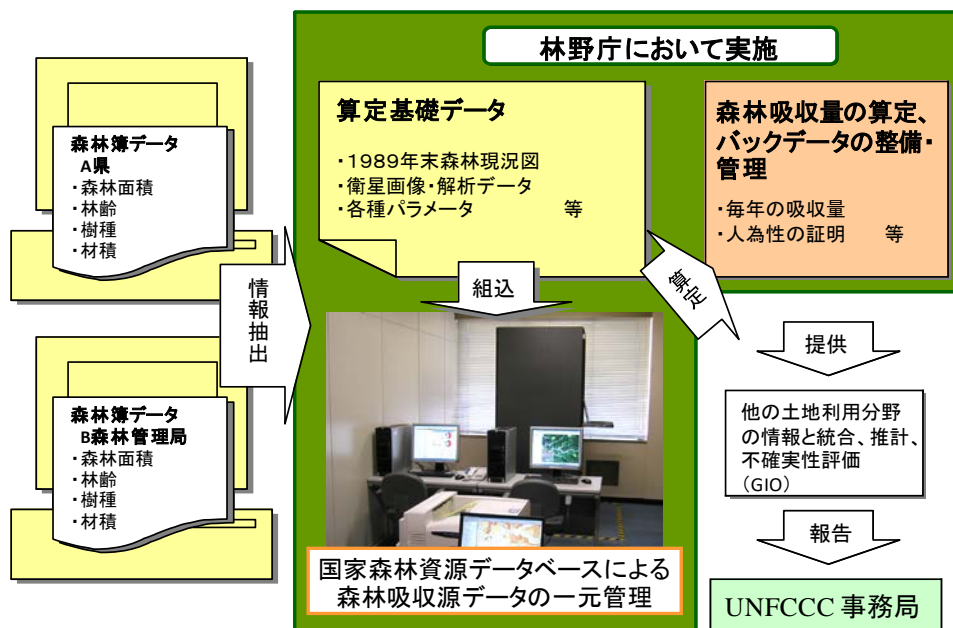 林野庁において実施
森林簿データ
A県
・森林面積
・林齢
・樹種
・材積
森林簿データ
B森林管理局
・森林面積
・林齢
・樹種
・材積
情報抽出
算定基礎データ
・1989年末森林現況図
・衛星画像・解析データ
・各種パラメータ 等
組込
国家森林資源データベースによる
森林吸収源データの一元管理
算定
森林吸収量の算定、
バックデータの整備・
管理
・毎年の吸収量
・人為性の証明 等
提供
他の土地利用分野
の情報と統合、推計、
不確実性評価
(GIO)
報告
UNFCCC 事務局